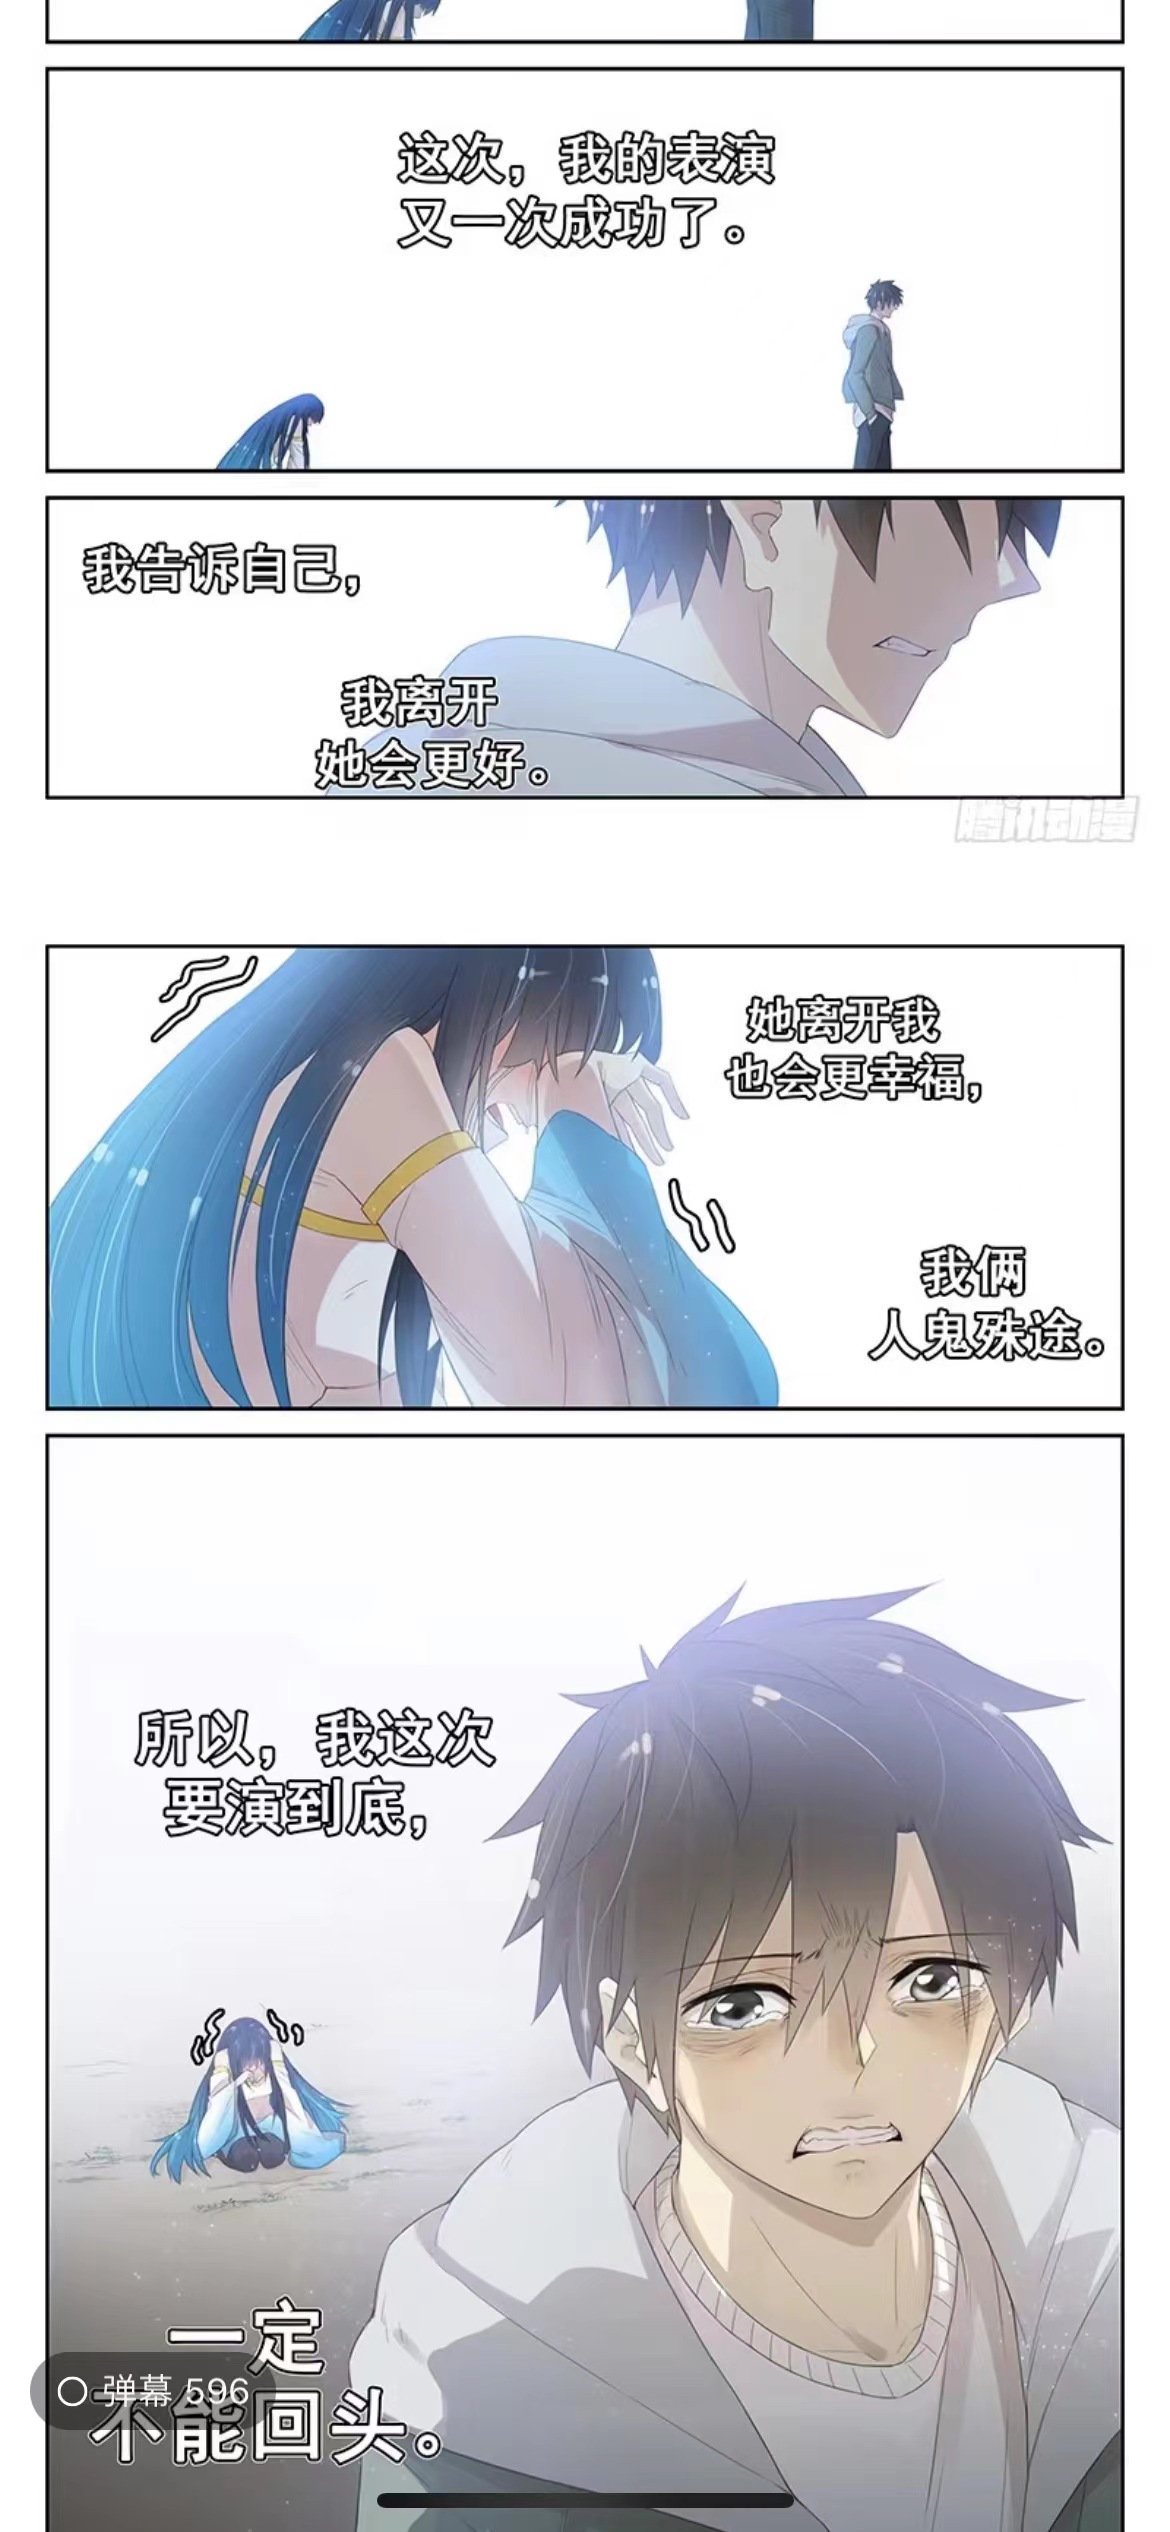 这次，我的表演
又一次成功了。
我告诉自己，
我离开
她会更好。
腾讯动漫
她离开我
也会更幸福，
我俩
人鬼殊途。
所以，我这次
要演到底，
一定
不能回头。
弹幕 596